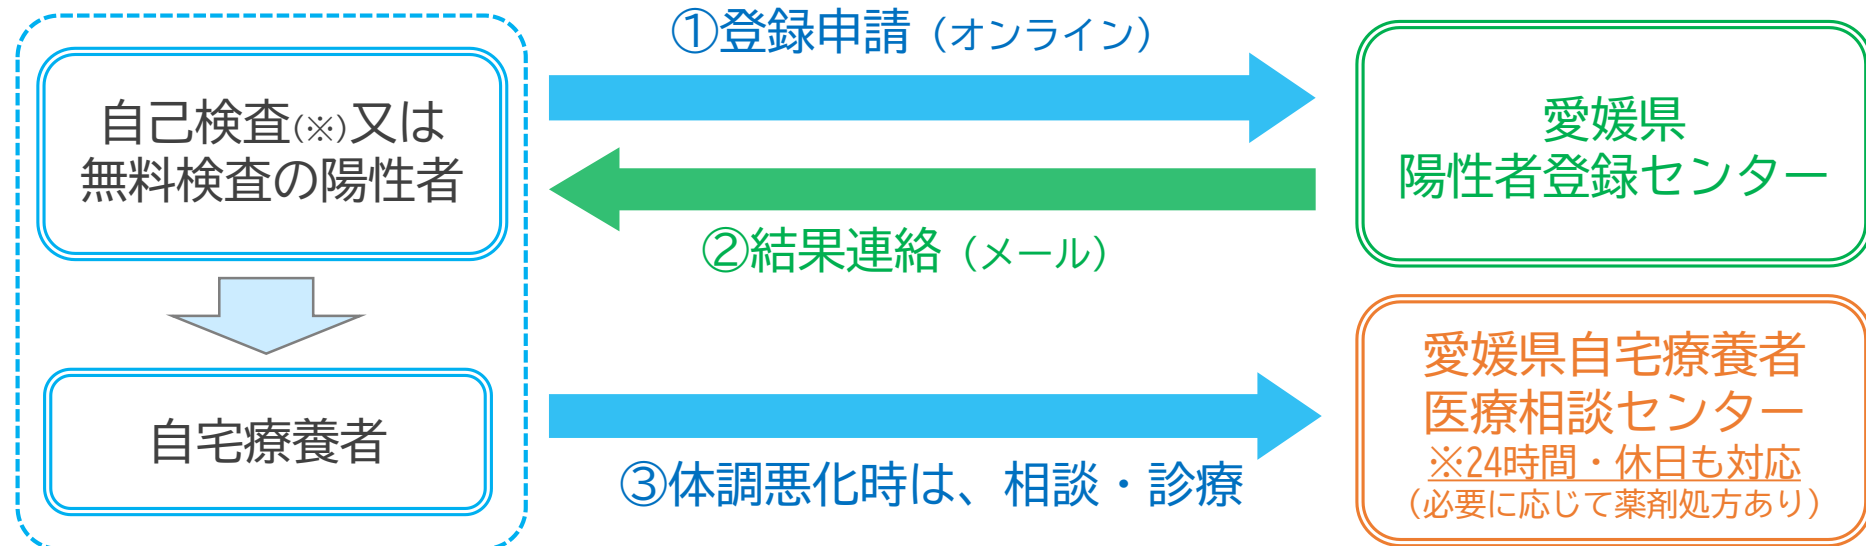 ①登録申請（オンライン）
自己検査(※)又は
無料検査の陽性者
愛媛県
陽性者登録センター
②結果連絡（メール）
自宅療養者
③体調悪化時は、相談・診療
愛媛県自宅療養者
医療相談センター
※24時間・休日も対応
（必要に応じて薬剤処方あり）